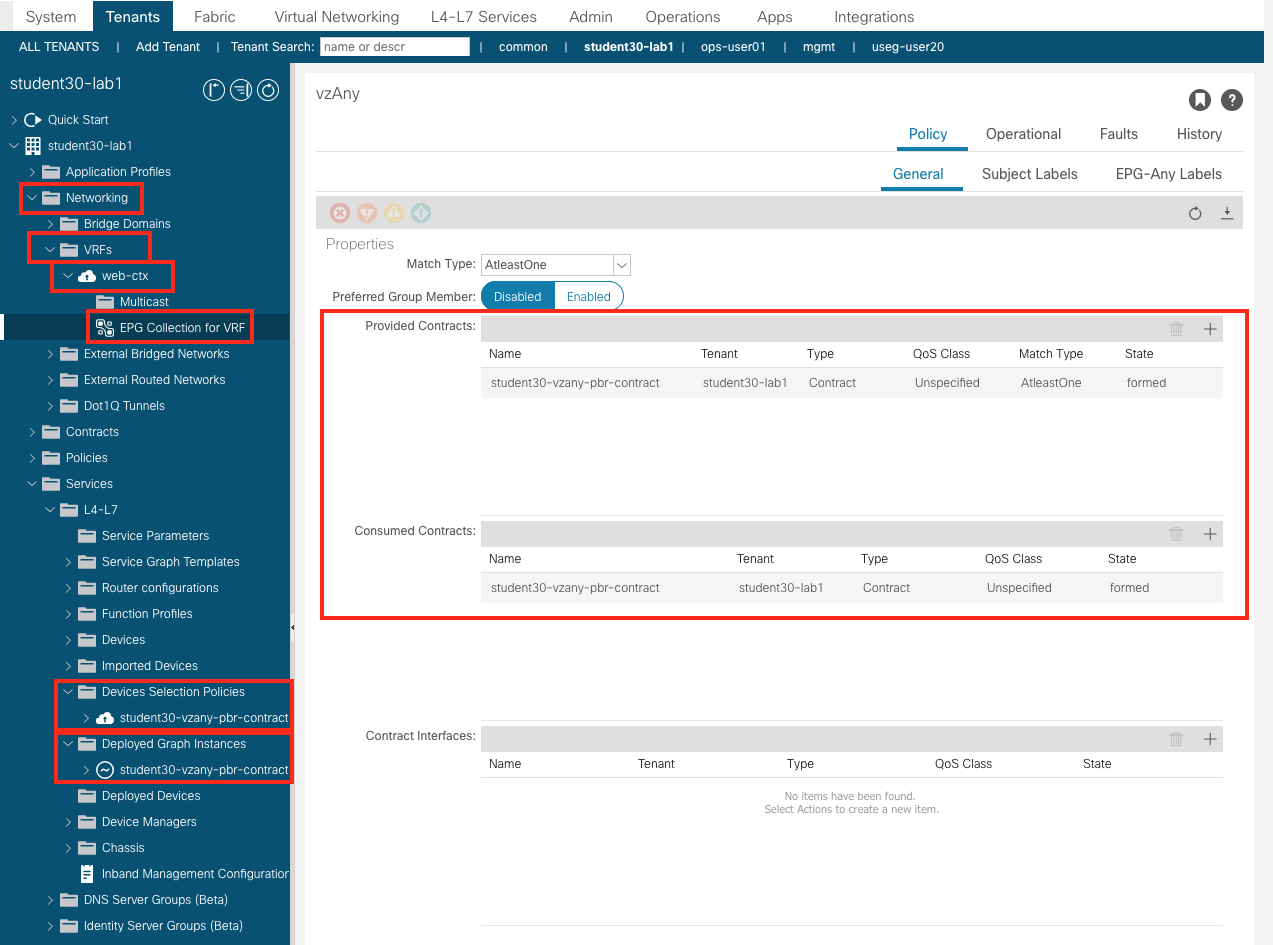 System Tenants Fabric Virtual Networking L4-L7 Services Admin Operations Apps Integrations
ALL TENANTS | Add Tenant | Tenant Search: name or descr | common | student30-lab1 | ops-user01 | mgmt | useg-user20
student30-lab1
Quick Start
student30-lab1
Application Profiles
Networking
Bridge Domains
VRFs
web-ctx
Multicast
EPG Collection for VRF
External Bridged Networks
External Routed Networks
Dot1Q Tunnels
Contracts
Policies
Services
L4-L7
Service Parameters
Service Graph Templates
Router configurations
Function Profiles
Devices
Imported Devices
Devices Selection Policies
student30-vzany-pbr-contract
Deployed Graph Instances
student30-vzany-pbr-contract
Deployed Devices
Device Managers
Chassis
Inband Management Configuration
DNS Server Groups (Beta)
Identity Server Groups (Beta)
vzAny
Policy Operational Faults History
General Subject Labels EPG-Any Labels
Properties
Match Type: AtleastOne
Preferred Group Member: Disabled Enabled
Provided Contracts:
Name Tenant Type QoS Class Match Type State
student30-vzany-pbr-contract student30-lab1 Contract Unspecified AtleastOne formed
Consumed Contracts:
Name Tenant Type QoS Class State
student30-vzany-pbr-contract student30-lab1 Contract Unspecified formed
Contract Interfaces:
Name Tenant Type QoS Class State
No items have been found.
Select Actions to create a new item.